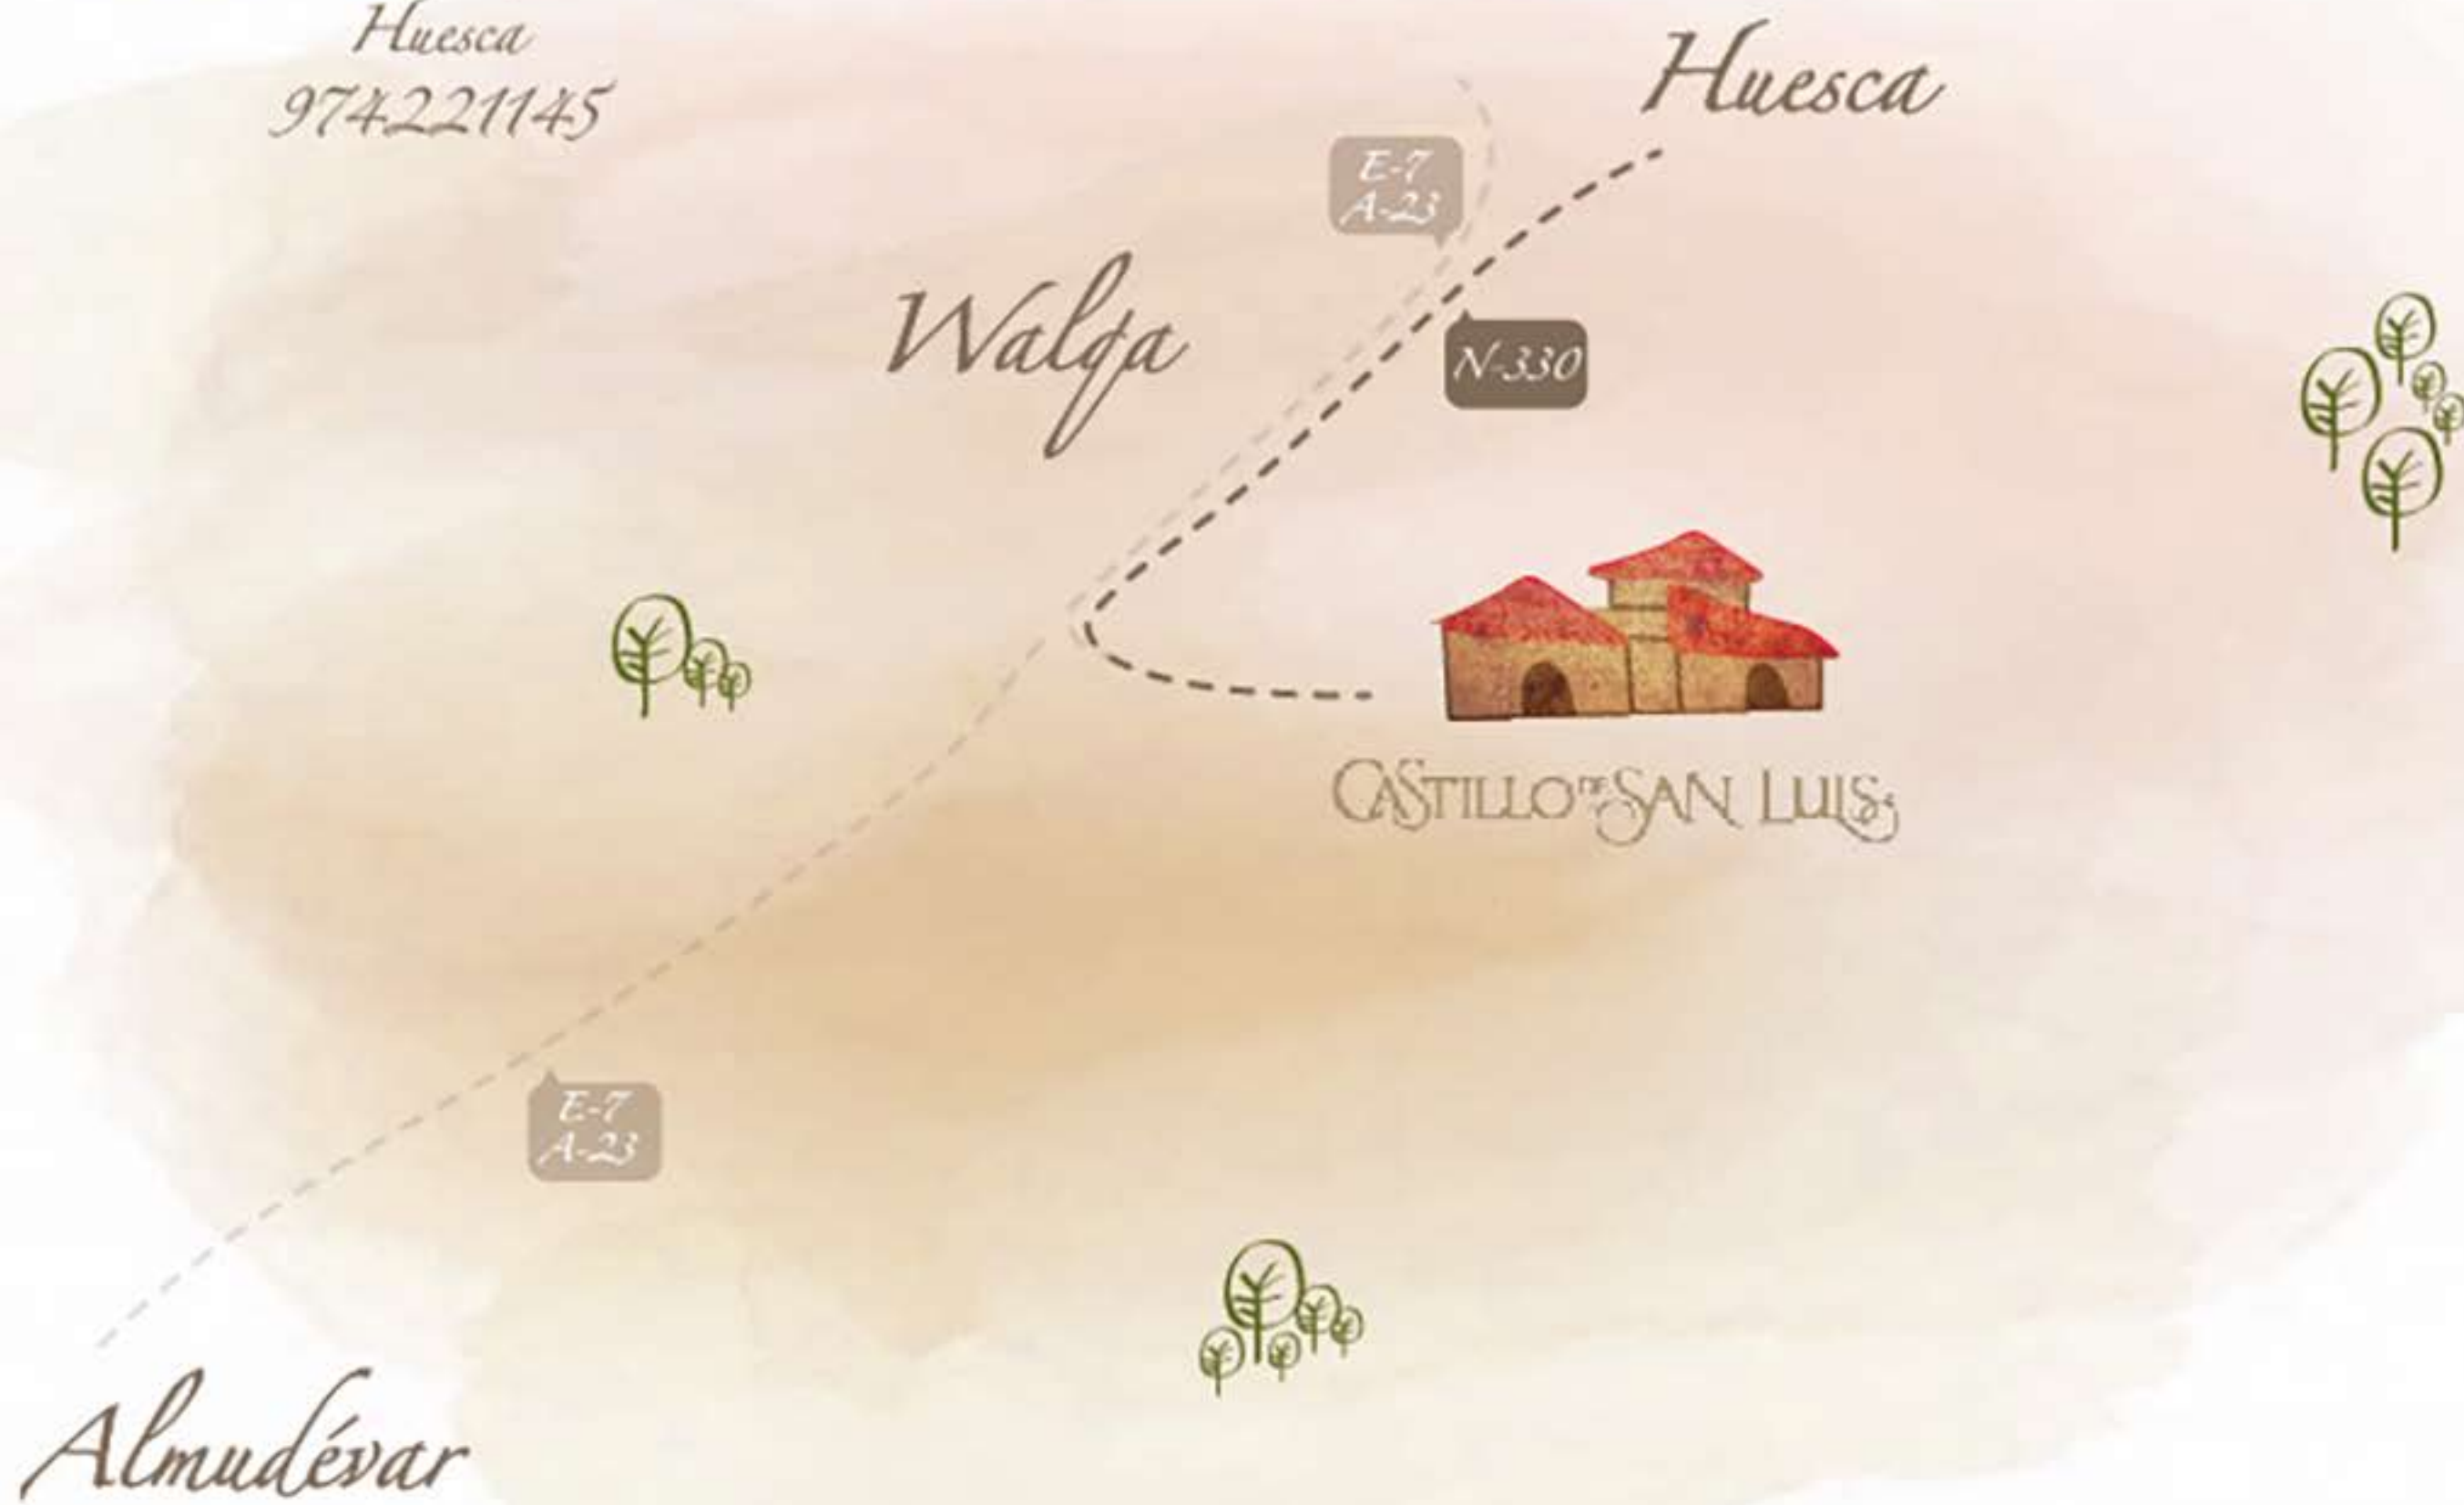 Huesca
974221145
Huesca
E-7
A-23
Walqa
N-330
CASTILLO DE SAN LUIS
E-7
A-23
Almudévar